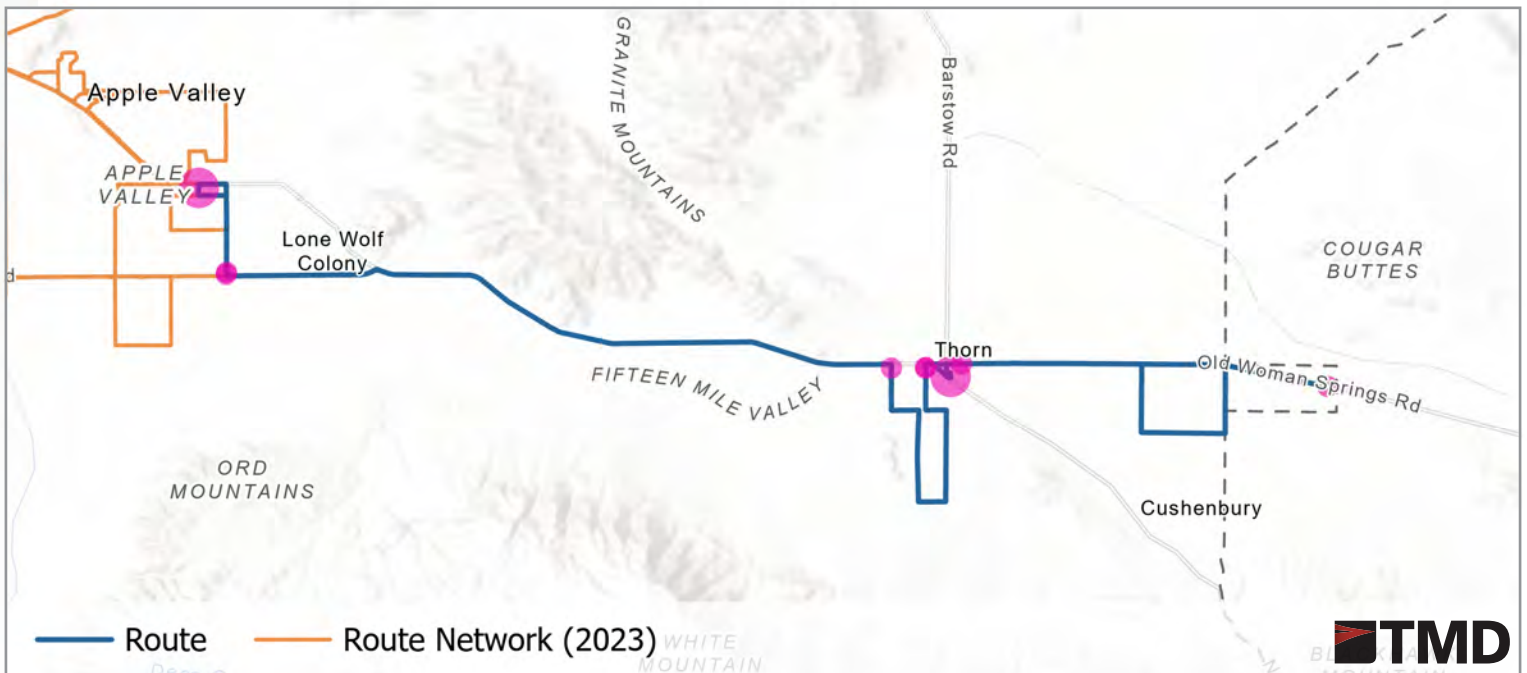 GRANITE MOUNTAINS
Barstow Rd
Apple Valley
APPLE
VALLEY
Lone Wolf
Colony
COUGAR
BUTTES
d
Thorn
Old Woman Springs Rd
FIFTEEN MILE VALLEY
ORD
MOUNTAINS
Cushenbury
Route
Route Network (2023)
WHITE
MOUNTAIN
TMD